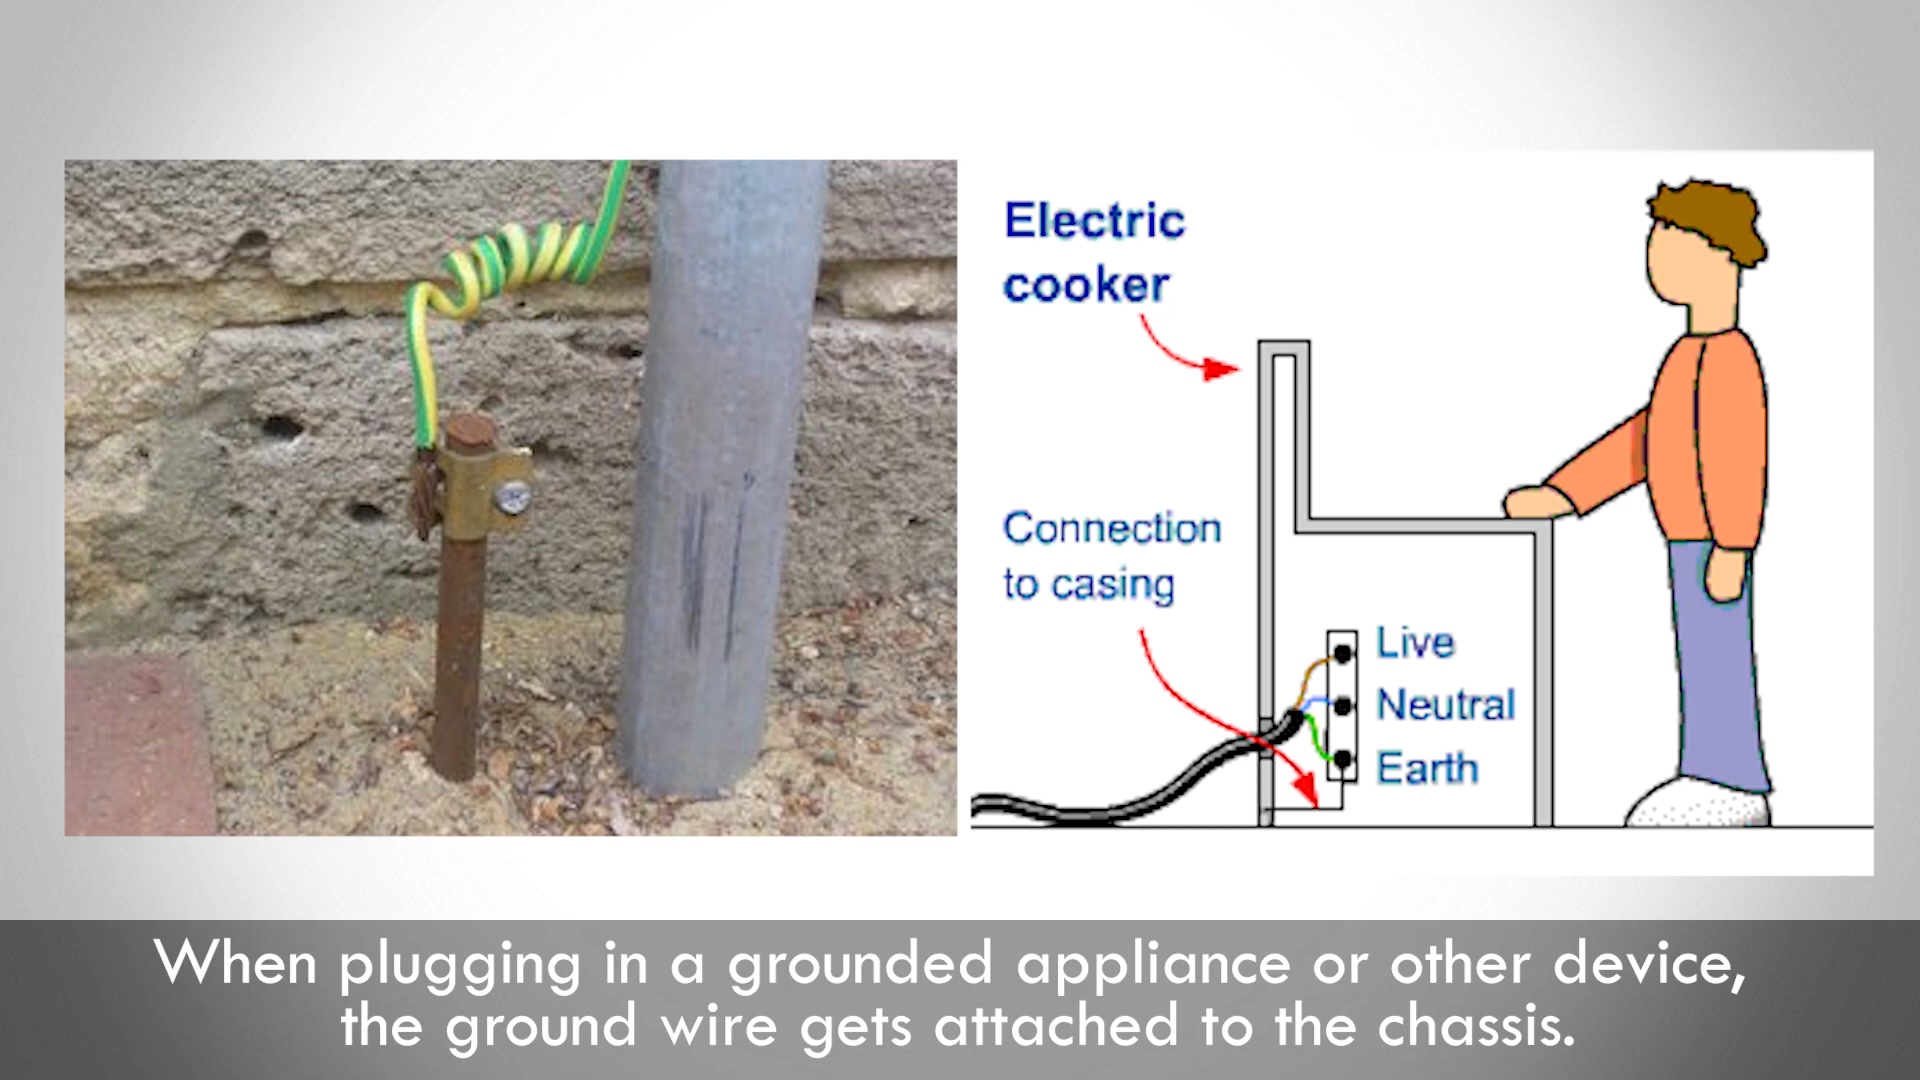 Electric
cooker
Connection
to casing
Live
Neutral
Earth
When plugging in a grounded appliance or other device,
the ground wire gets attached to the chassis.